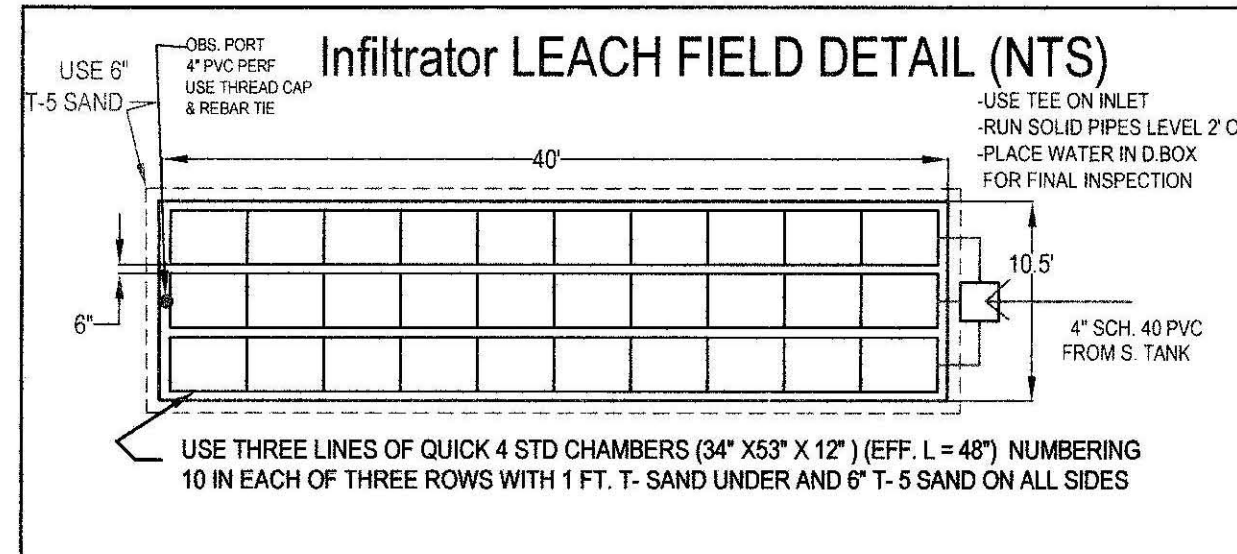 Infiltrator LEACH FIELD DETAIL (NTS)
OBS. PORT
4" PVC PERF
USE THREAD CAP
& REBAR TIE
USE 6"
T-5 SAND
-USE TEE ON INLET
-RUN SOLID PIPES LEVEL 2'
-PLACE WATER IN D.BOX
FOR FINAL INSPECTION
40'
10.5'
6"
4" SCH. 40 PVC
FROM S. TANK
USE THREE LINES OF QUICK 4 STD CHAMBERS (34" X53" X 12" ) (EFF. L = 48") NUMBERING
10 IN EACH OF THREE ROWS WITH 1 FT. T- SAND UNDER AND 6" T- 5 SAND ON ALL SIDES